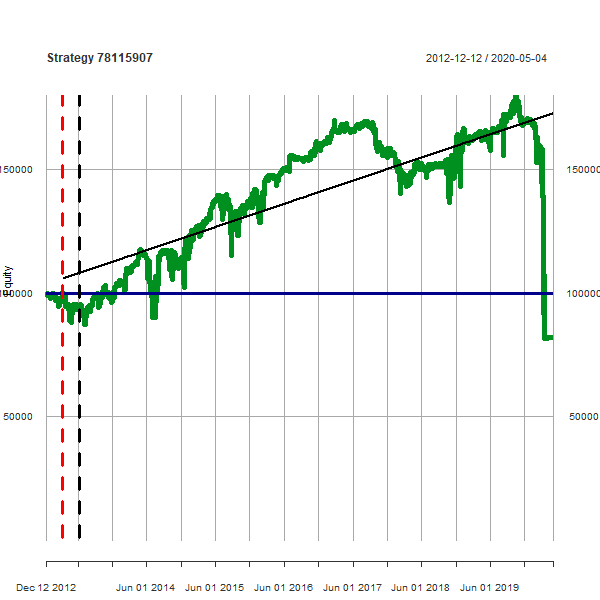 Strategy 78115907
2012-12-12 / 2020-05-04
150000
150000
quity
100000
50000
50000
Dec 12 2012
Jun 01 2014
Jun 01 2015
Jun 01 2016
Jun 01 2017
Jun 01 2018
Jun 01 2019